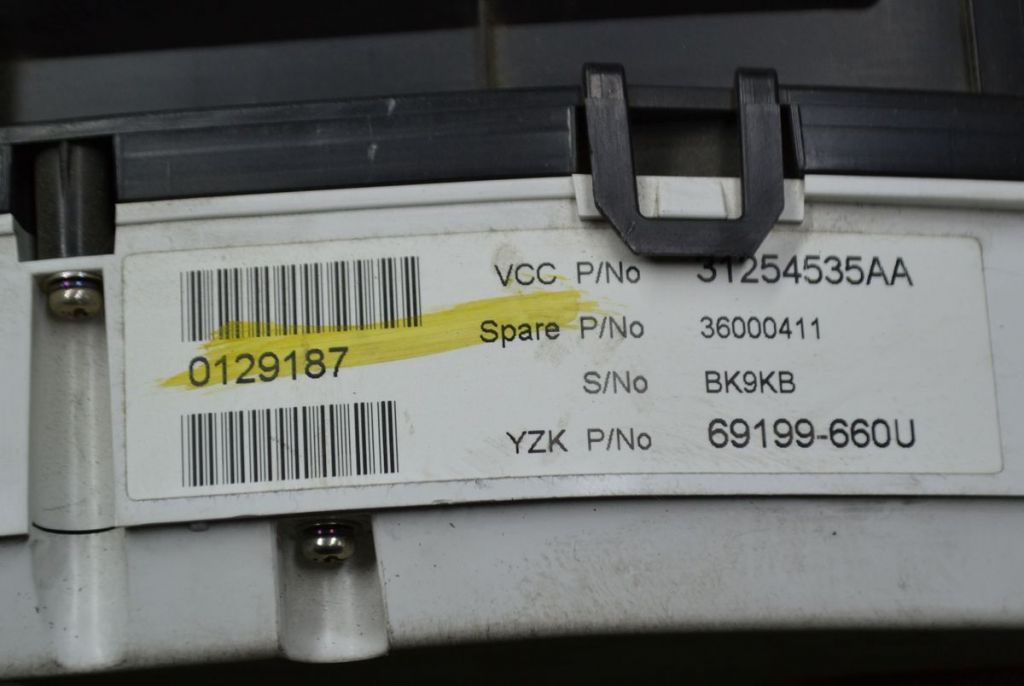 VCC P/No 31254535AA
Spare P/No 36000411
0129187
S/No BK9KB
YZK P/No 69199-660U